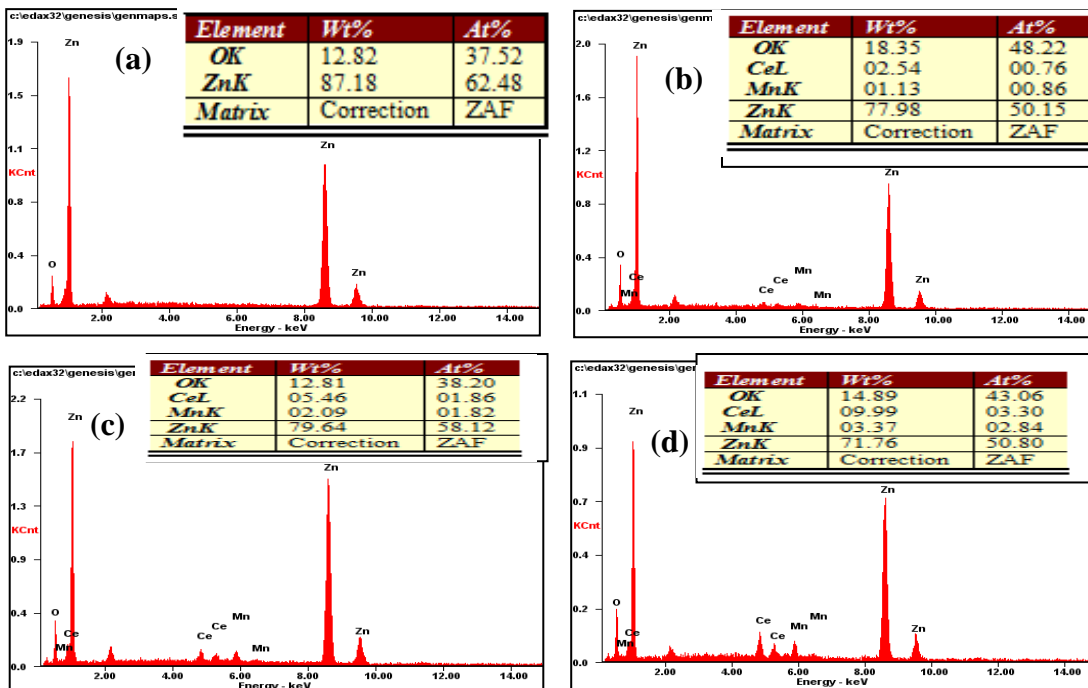 c:\edax32\genesis\genmaps.s
(a)
Element Wt% At%
OK 12.82 37.52
ZnK 87.18 62.48
Matrix Correction ZAF
1.9
1.5
1.1
KCnt
0.8
0.4
0.0
Zn
O
Zn
Zn
2.00 4.00 6.00 8.00 10.00 12.00 14.00
Energy - keV
c:\edax32\genesis\genm
(b)
Element Wt% At%
OK 18.35 48.22
CeL 02.54 00.76
MnK 01.13 00.86
ZnK 77.98 50.15
Matrix Correction ZAF
2.0
1.6
1.2
KCnt
0.8
0.4
0.0
Zn
O
Ce
Mn
Ce
Ce
Mn
Mn
Zn
Zn
2.00 4.00 6.00 8.00 10.00 12.00 14.00
Energy - keV
c:\edax32\genesis\ger
(c)
Element Wt% At%
OK 12.81 38.20
CeL 05.46 01.86
MnK 02.09 01.82
ZnK 79.64 58.12
Matrix Correction ZAF
2.2
1.7
1.3
KCnt
0.9
0.4
0.0
Zn
O
Ce
Mn
Ce
Ce
Mn
Mn
Zn
Zn
2.00 4.00 6.00 8.00 10.00 12.00 14.00
Energy - keV
c:\edax32\genesis\ger
(d)
Element Wt% At%
OK 14.89 43.06
CeL 09.99 03.30
MnK 03.37 02.84
ZnK 71.76 50.80
Matrix Correction ZAF
1.1
0.9
0.7
KCnt
0.4
0.2
0.0
Zn
O
Ce
Mn
Ce
Ce
Mn
Mn
Zn
Zn
2.00 4.00 6.00 8.00 10.00 12.00 14.00
Energy - keV